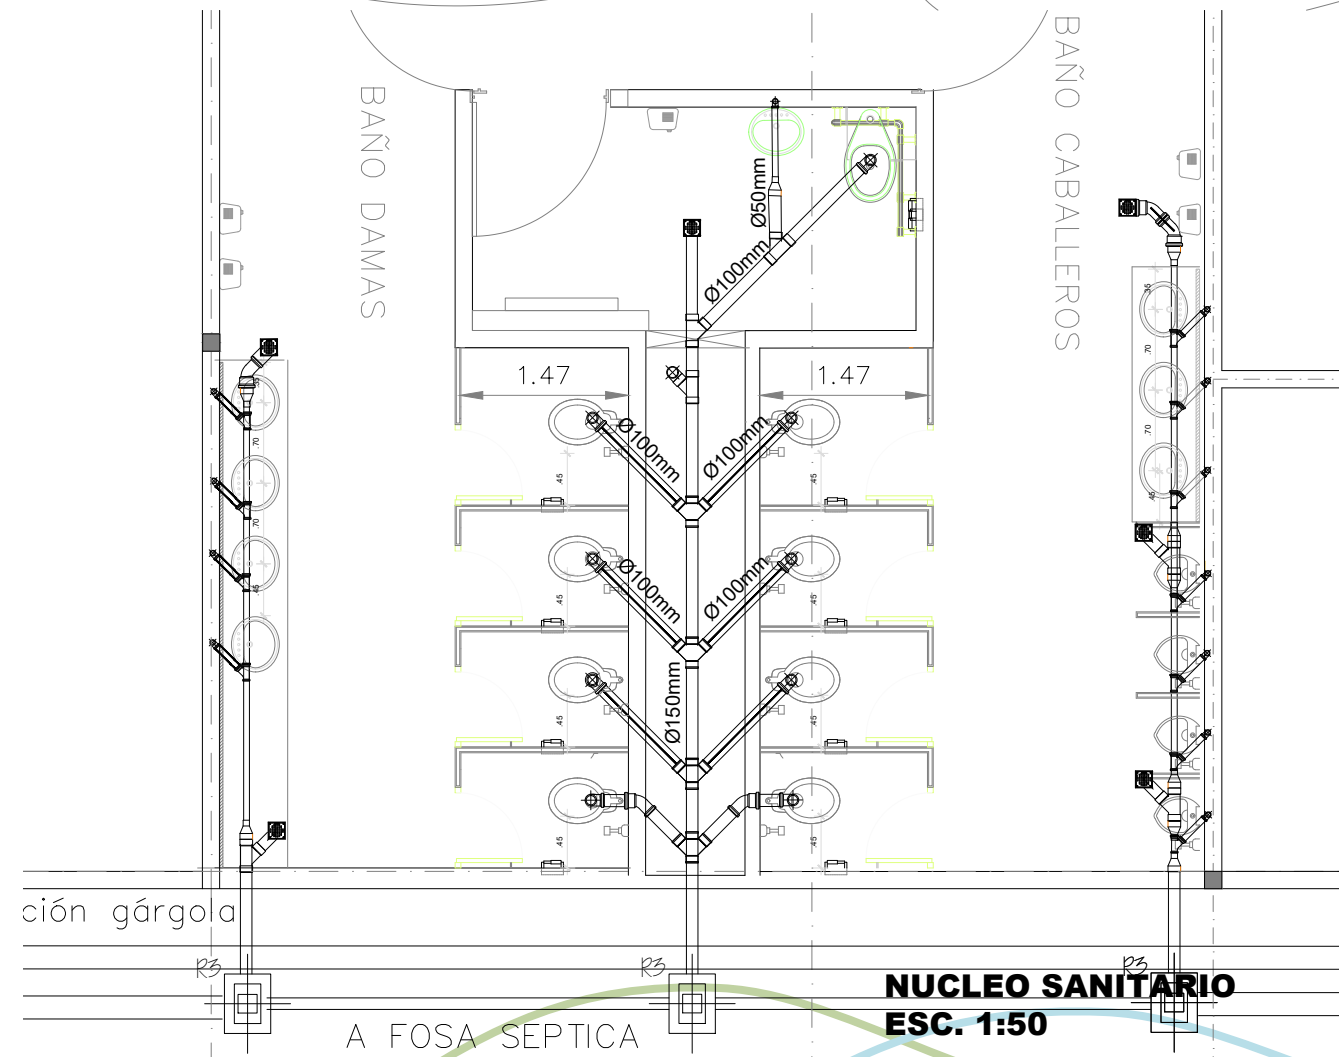 BAÑO DAMAS
BAÑO CABALLEROS
Ø50mm
Ø100mm
1.47
1.47
Ø100mm
Ø100mm
Ø100mm
Ø100mm
Ø150mm
.35
.70
.70
.45
.70
.70
.45
.45
.45
.45
.45
.45
.45
.45
.45
ción gárgola
R3
R3
R3
NUCLEO SANITARIO
ESC. 1:50
A FOSA SEPTICA